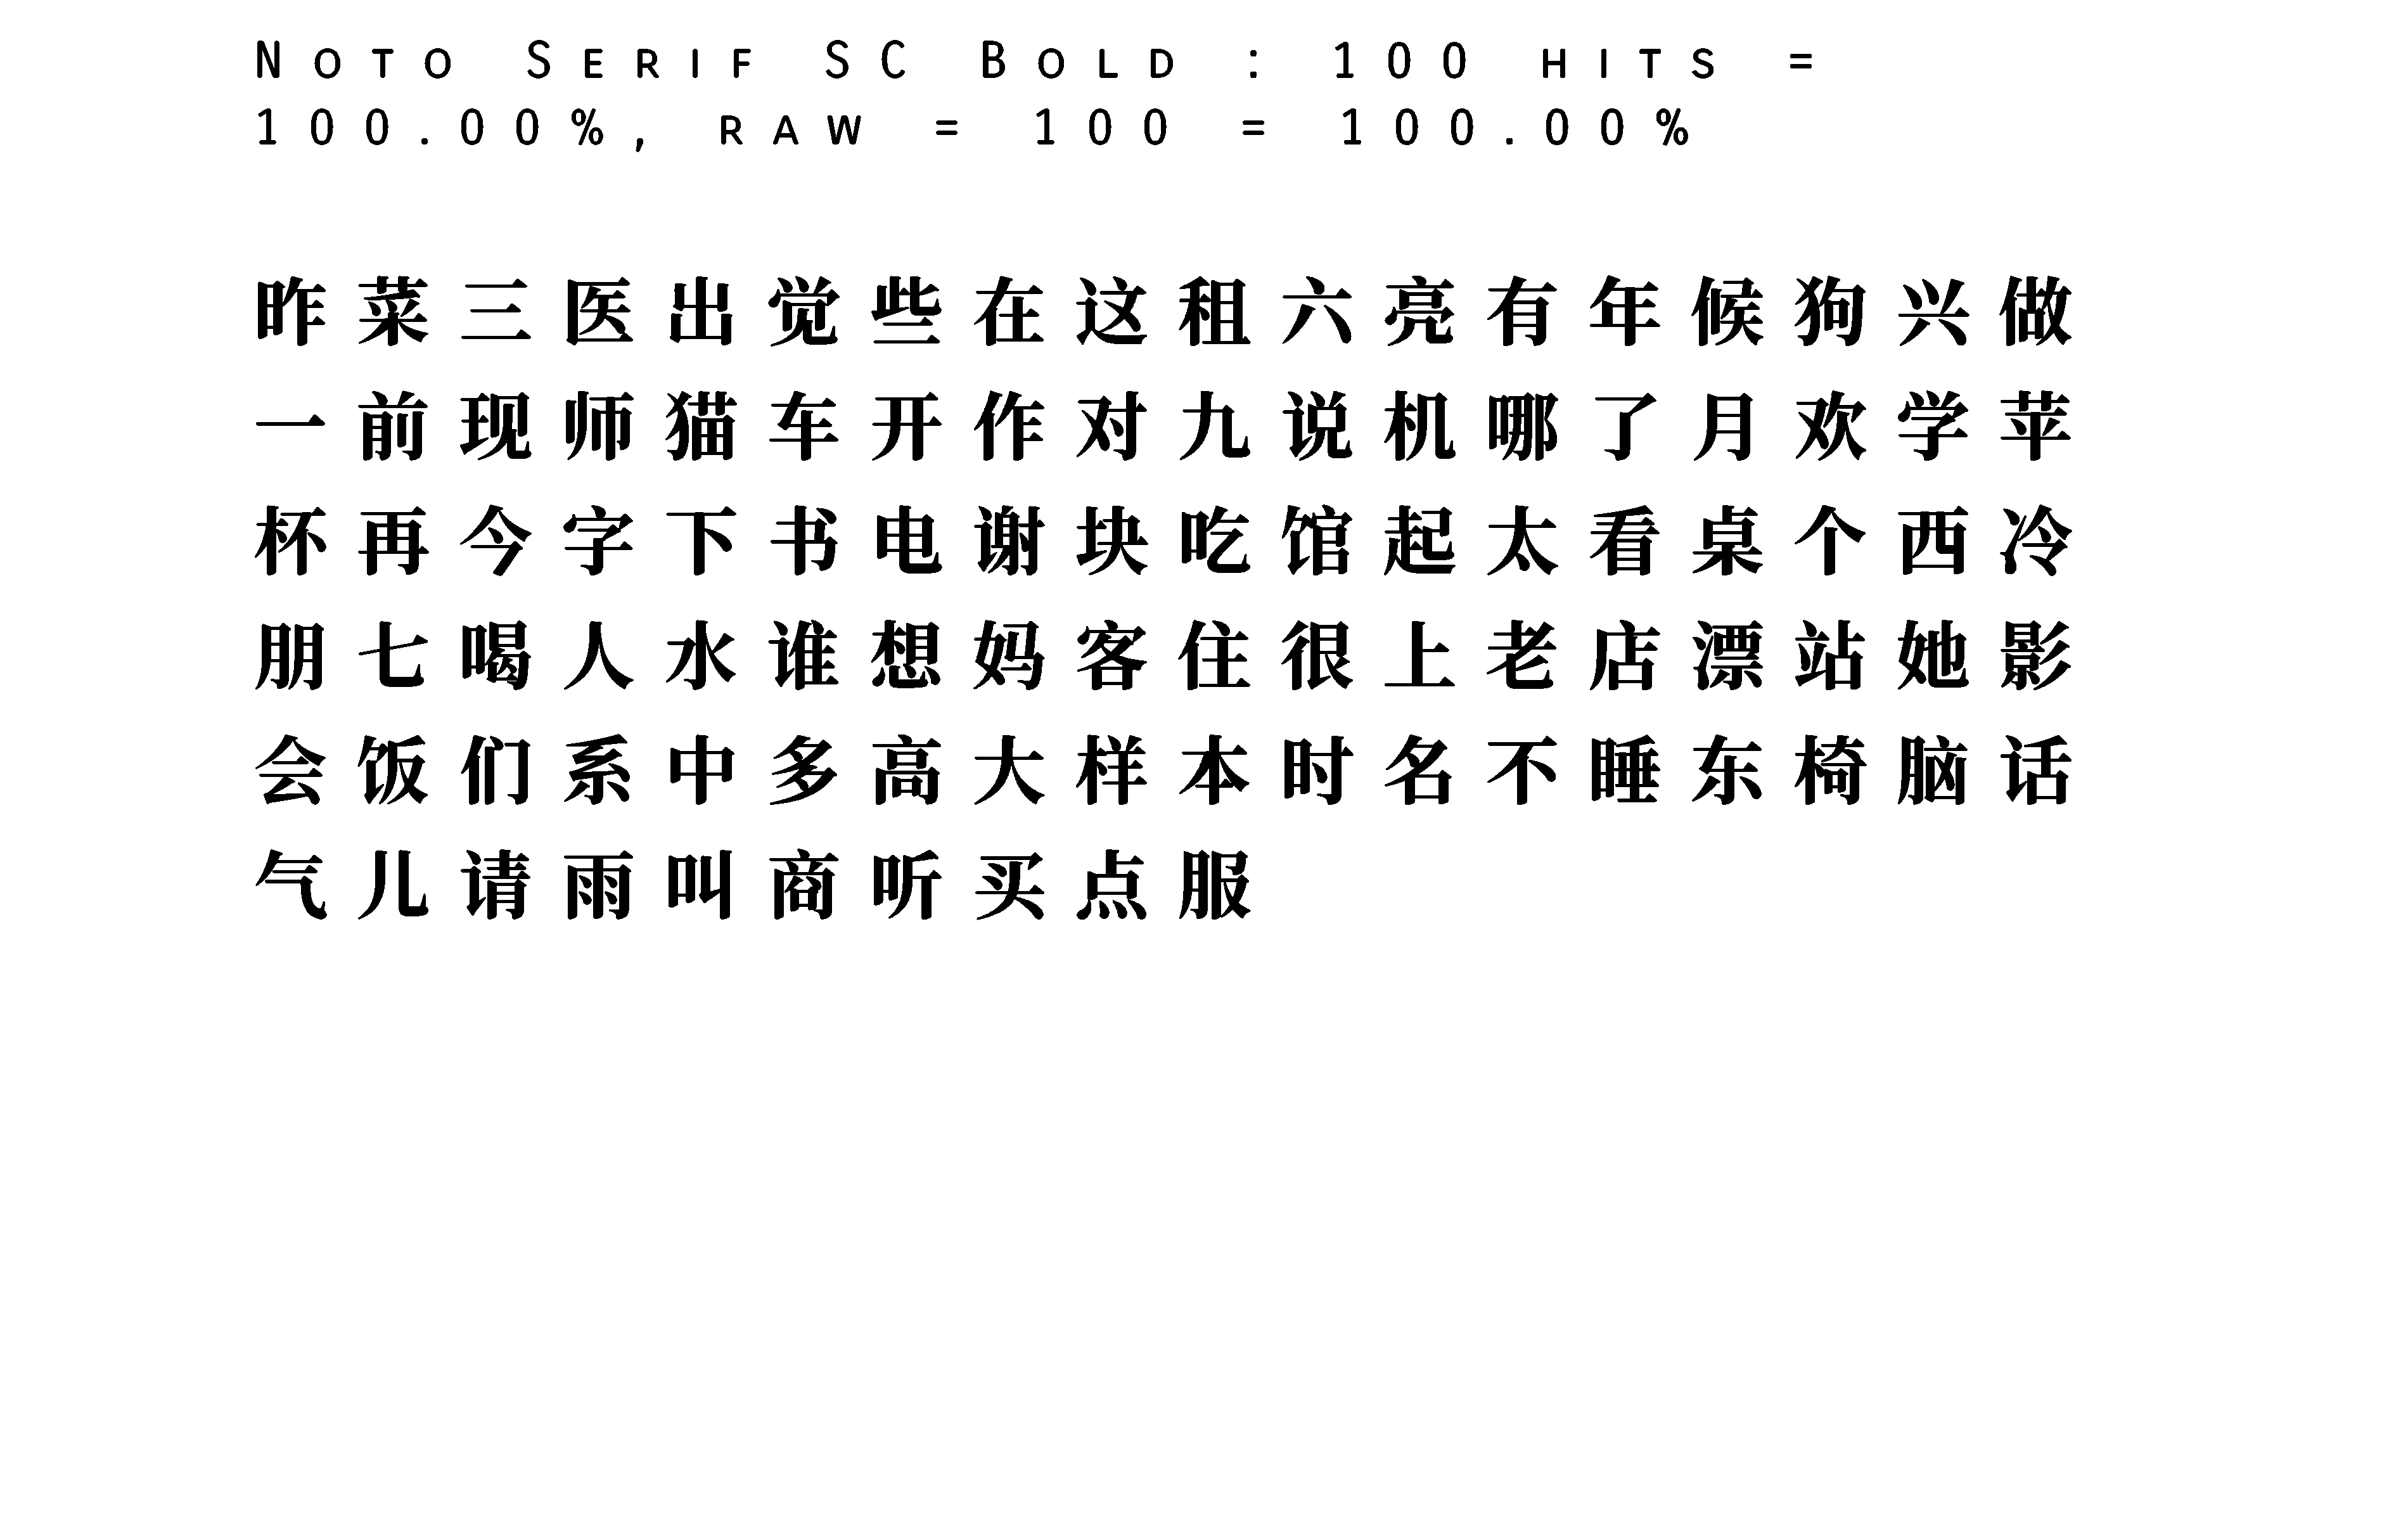 Noto Serif SC Bold : 100 hits =
100.00%, raw = 100 = 100.00%
昨菜三医出觉些在这租六亮有年候狗兴做
一前现师猫车开作对九说机哪了月欢学苹
杯再今字下书电谢块吃馆起太看桌个西冷
朋七喝人水谁想妈客住很上老店漂站她影
会饭们系中多高大样本时名不睡东椅脑话
气儿请雨叫商听买点服